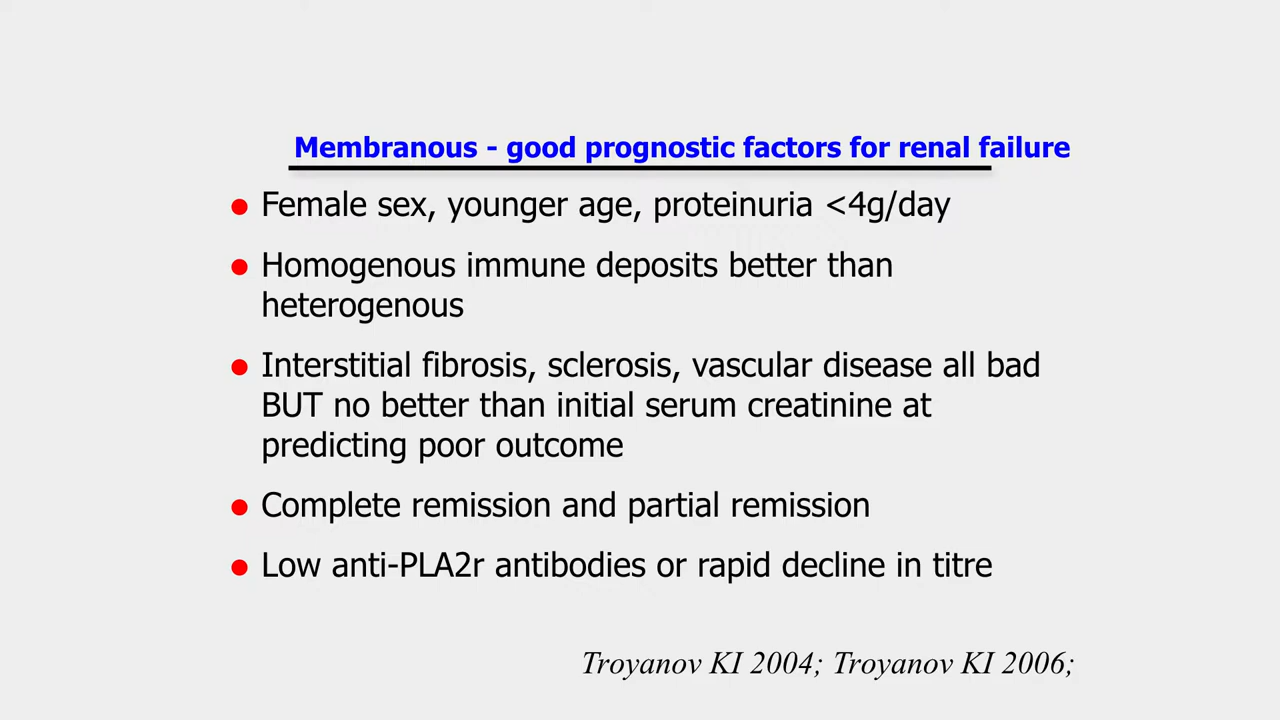 Membranous - good prognostic factors for renal failure
● Female sex, younger age, proteinuria <4g/day
● Homogenous immune deposits better than
heterogenous
● Interstitial fibrosis, sclerosis, vascular disease all bad
BUT no better than initial serum creatinine at
predicting poor outcome
● Complete remission and partial remission
● Low anti-PLA2r antibodies or rapid decline in titre
Troyanov KI 2004; Troyanov KI 2006;